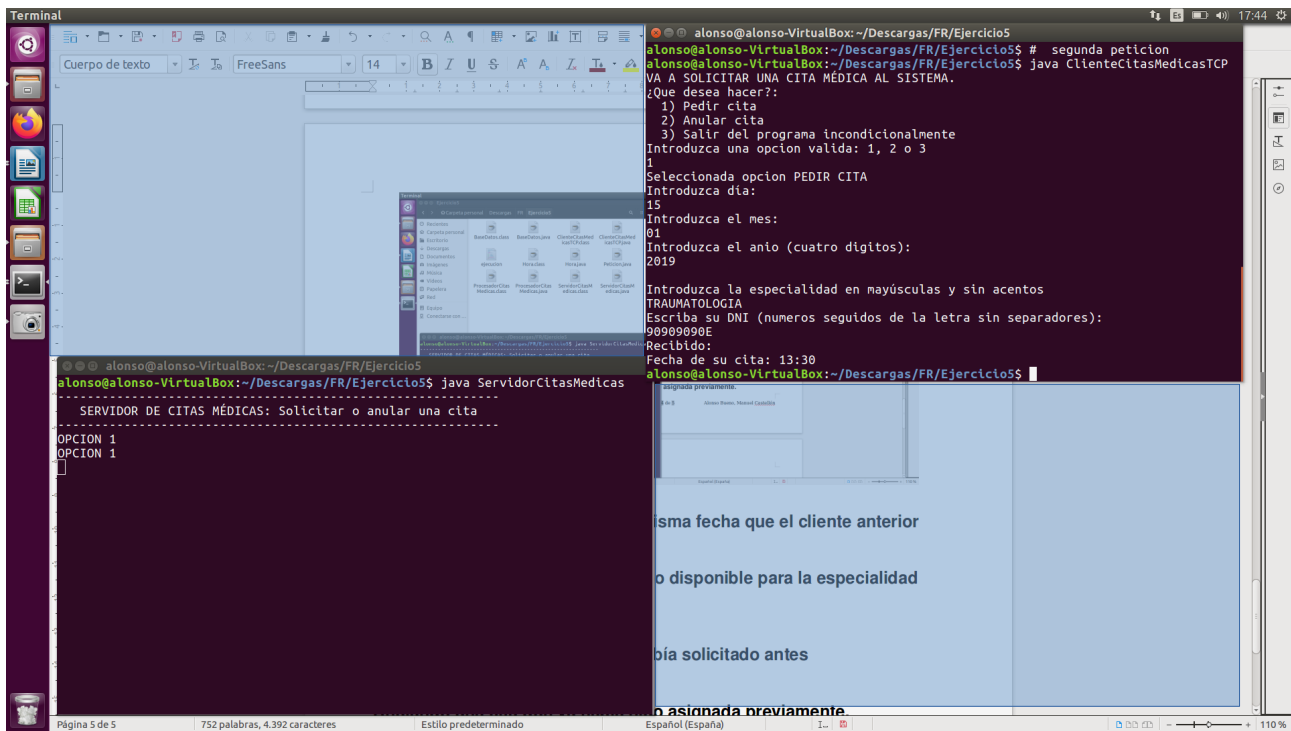 Terminal
Es
17:44
Cuerpo de texto
FreeSans
14
alonso@alonso-VirtualBox: ~/Descargas/FR/Ejercicio5
alonso@alonso-VirtualBox:~/Descargas/FR/Ejercicio5$ #  segunda peticion
alonso@alonso-VirtualBox:~/Descargas/FR/Ejercicio5$ java ClienteCitasMedicasTCP
VA A SOLICITAR UNA CITA MÉDICA AL SISTEMA.
¿Que desea hacer?:
1) Pedir cita
2) Anular cita
3) Salir del programa incondicionalmente
Introduzca una opcion valida: 1, 2 o 3
1
Seleccionada opcion PEDIR CITA
Introduzca día:
15
Introduzca el mes:
01
Introduzca el anio (cuatro digitos):
2019
Introduzca la especialidad en mayúsculas y sin acentos
TRAUMATOLOGIA
Escriba su DNI (numeros seguidos de la letra sin separadores):
90909090E
Recibido:
Fecha de su cita: 13:30
alonso@alonso-VirtualBox:~/Descargas/FR/Ejercicio5$
alonso@alonso-VirtualBox: ~/Descargas/FR/Ejercicio5
alonso@alonso-VirtualBox:~/Descargas/FR/Ejercicio5$ java ServidorCitasMedicas
------------------------------------------------------------
SERVIDOR DE CITAS MÉDICAS: Solicitar o anular una cita
------------------------------------------------------------
OPCION 1
OPCION 1
asignada previamente.
isma fecha que el cliente anterior
o disponible para la especialidad
bía solicitado antes
o asignada previamente.
Página 5 de 5
752 palabras, 4.392 caracteres
Estilo predeterminado
Español (España)
110 %